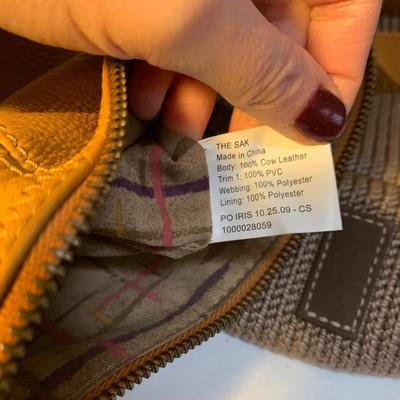 THE SAK
Made in China
Body: 100% Cow Leather
Trim 1: 100% PVC
Webbing: 100% Polyester
Lining: 100% Polyester
PO IRIS 10.25.09 - CS
1000028059